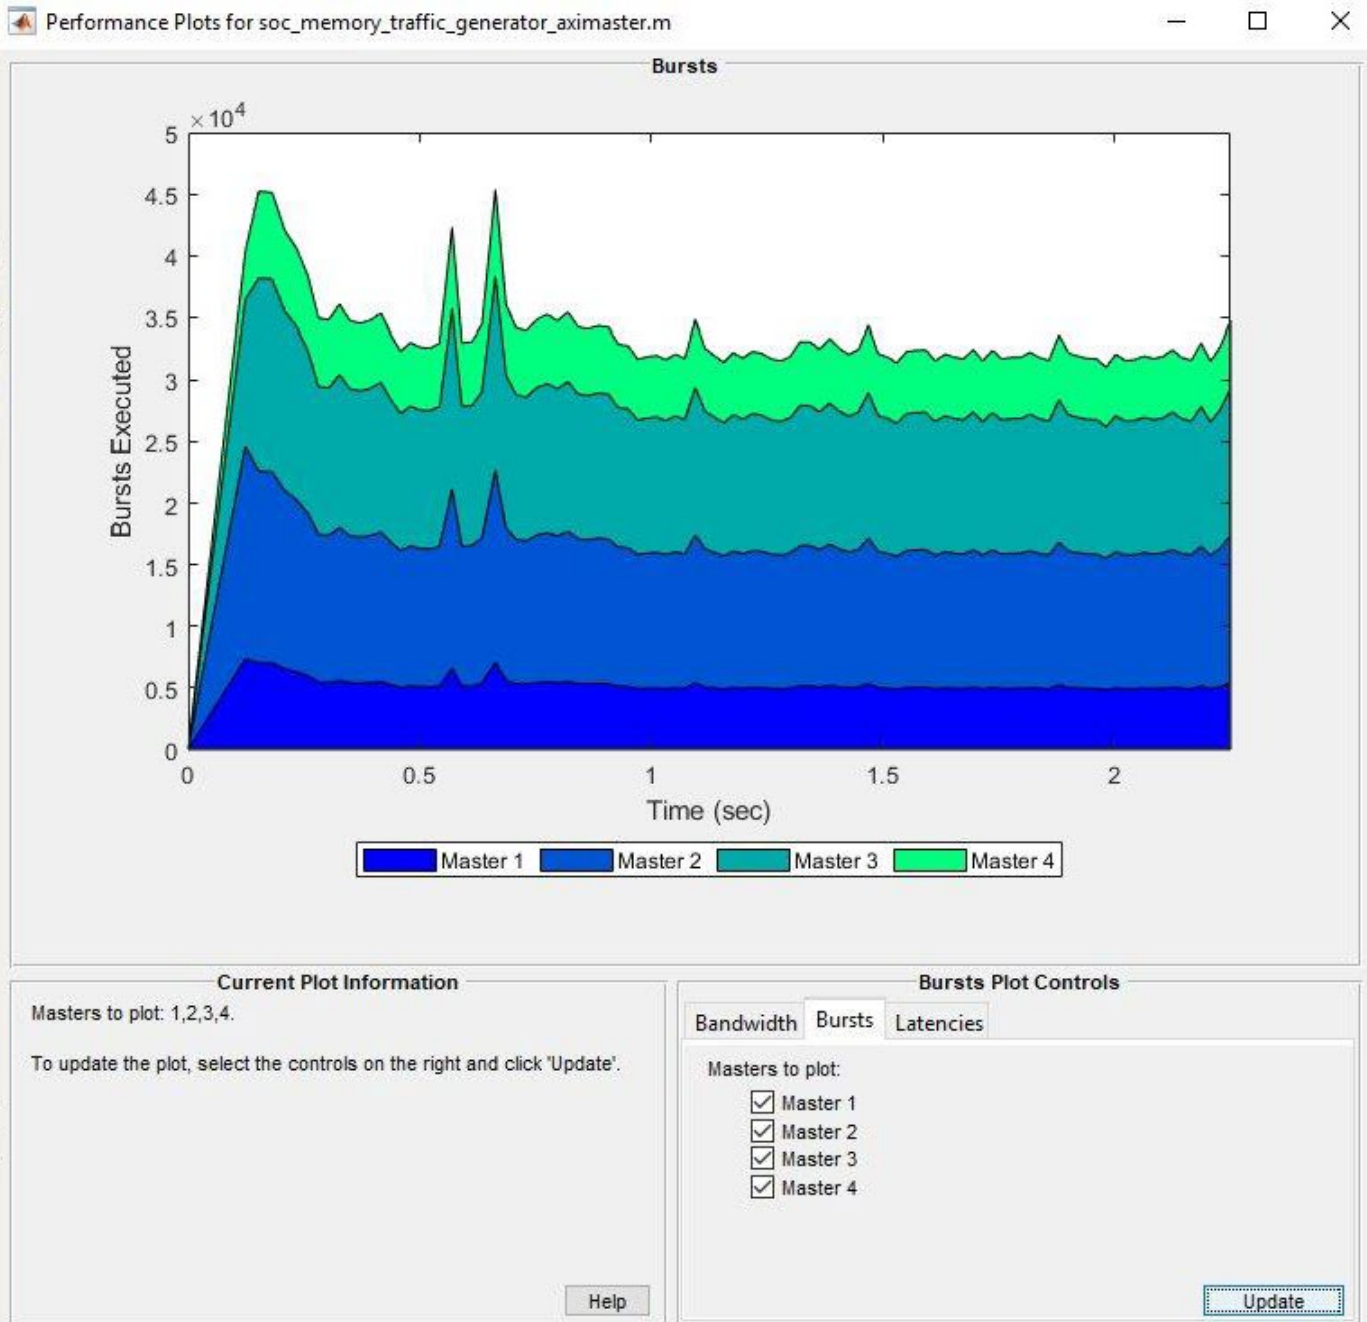 Performance Plots for soc_memory_traffic_generator_aximaster.m
Bursts
×10^4
5
4.5
4
3.5
3
2.5
2
1.5
1
0.5
0
Bursts Executed
0 0.5 1 1.5 2
Time (sec)
Master 1 Master 2 Master 3 Master 4
Current Plot Information
Masters to plot: 1,2,3,4.
To update the plot, select the controls on the right and click 'Update'.
Help
Bursts Plot Controls
Bandwidth Bursts Latencies
Masters to plot:
Master 1
Master 2
Master 3
Master 4
Update